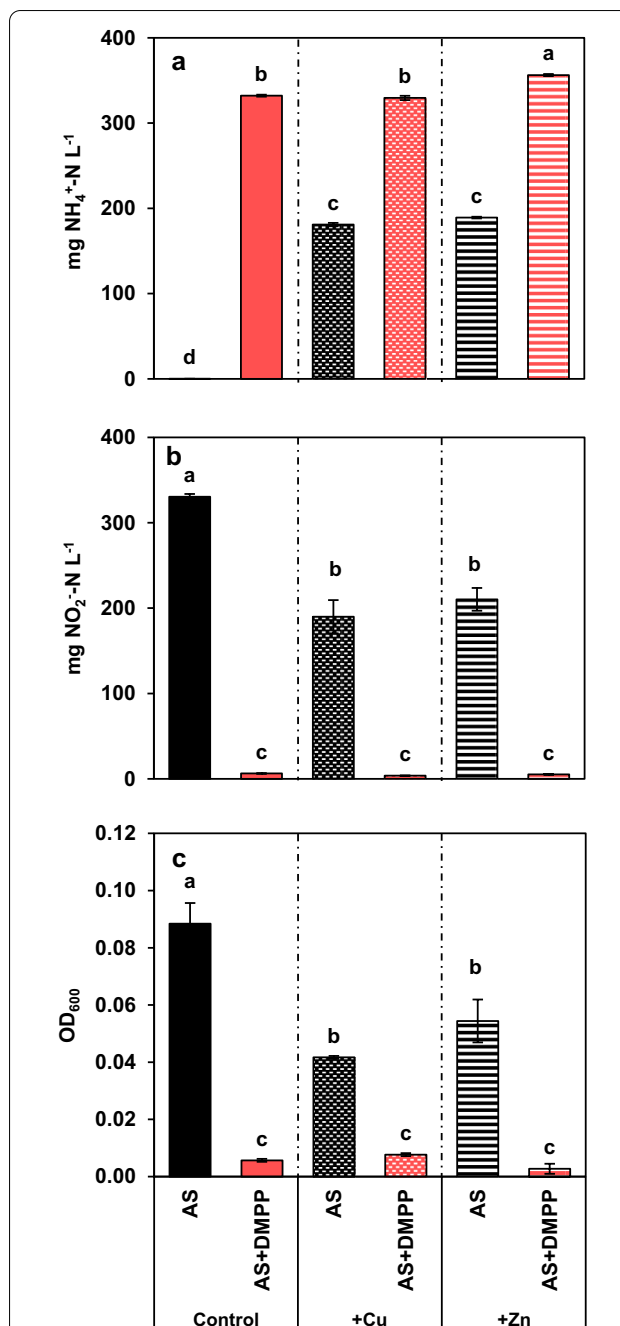 a
mg NH₄⁺-N L⁻¹
400
300
200
100
0
d
b
c
b
c
a
b
mg NO₂⁻-N L⁻¹
400
300
200
100
0
a
c
b
c
b
c
c
OD₆₀₀
0.12
0.10
0.08
0.06
0.04
0.02
0.00
a
c
b
c
b
c
AS
AS+DMPP
AS
AS+DMPP
AS
AS+DMPP
Control
+Cu
+Zn